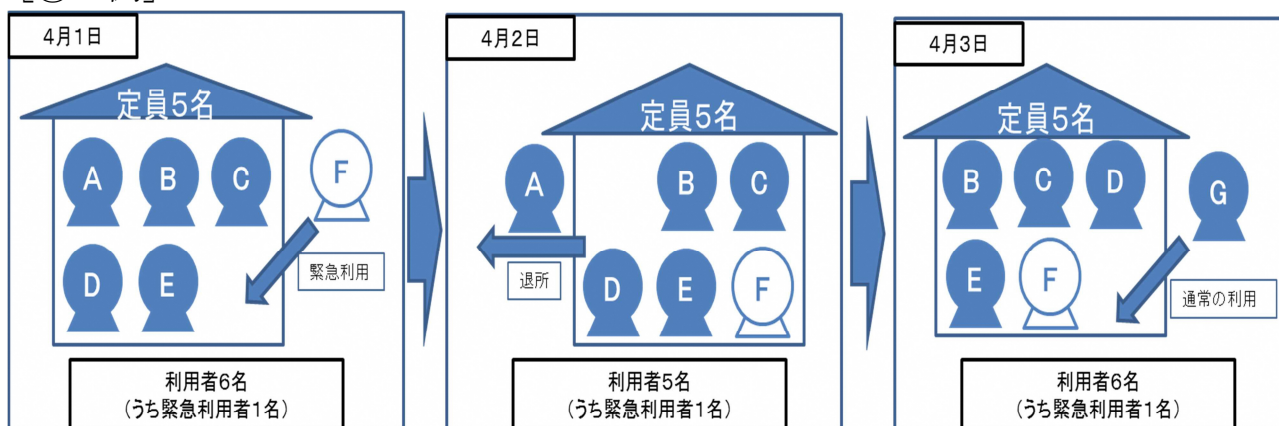 4月1日
定員5名
A B C F
D E
緊急利用
利用者6名
(うち緊急利用者1名)
4月2日
定員5名
A B C
退所
D E F
利用者5名
(うち緊急利用者1名)
4月3日
定員5名
B C D G
E F
通常の利用
利用者6名
(うち緊急利用者1名)